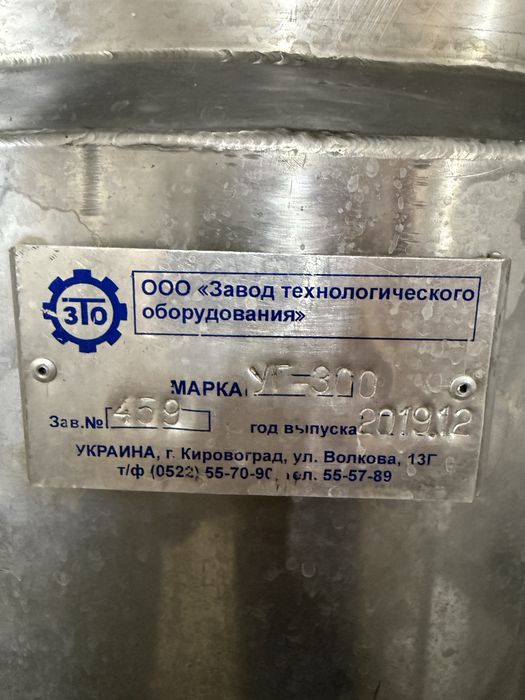 ЗТО
ООО «Завод технологического
оборудования»
МАРКА УГ-300
Зав.№ 459 год выпуска 2019.12
УКРАИНА, г. Кировоград, ул. Волкова, 13Г
т/ф (0522) 55-70-90, тел. 55-57-89